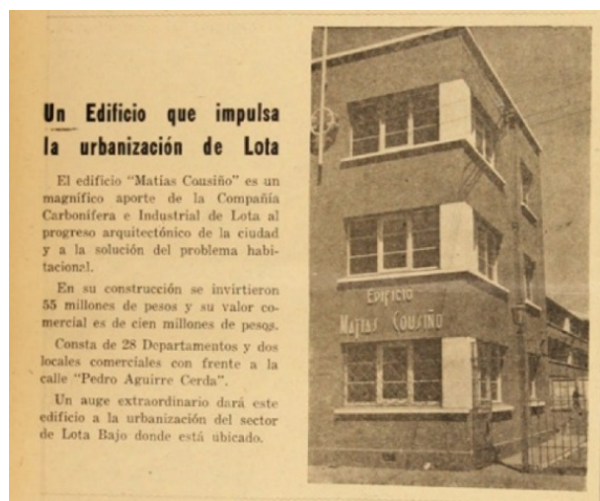 Un Edificio que impulsa
la urbanización de Lota
El edificio "Matías Cousiño" es un
magnífico aporte de la Compañía
Carbonífera e Industrial de Lota al
progreso arquitectónico de la ciudad
y a la solución del problema habi-
tacional.
En su construcción se invirtieron
55 millones de pesos y su valor co-
mercial es de cien millones de pesos.
Consta de 28 Departamentos y dos
locales comerciales con frente a la
calle "Pedro Aguirre Cerda".
Un auge extraordinario dará este
edificio a la urbanización del sector
de Lota Bajo donde está ubicado.
Edificio
Matias Cousiño